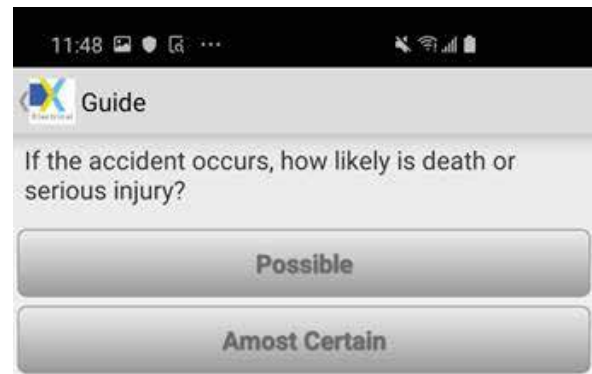 11:48
Guide
If the accident occurs, how likely is death or
serious injury?
Possible
Amost Certain